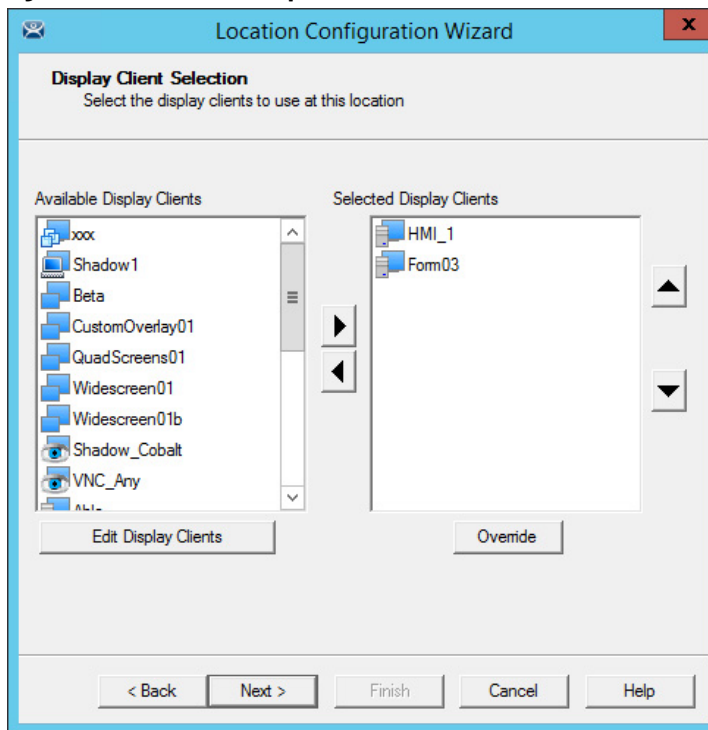 Location Configuration Wizard
x
Display Client Selection
Select the display clients to use at this location
Available Display Clients
Selected Display Clients
xxx
Shadow1
Beta
CustomOverlay01
QuadScreens01
Widescreen01
Widescreen01b
Shadow_Cobalt
VNC_Any
HMI_1
Form03
Edit Display Clients
Override
< Back
Next >
Finish
Cancel
Help